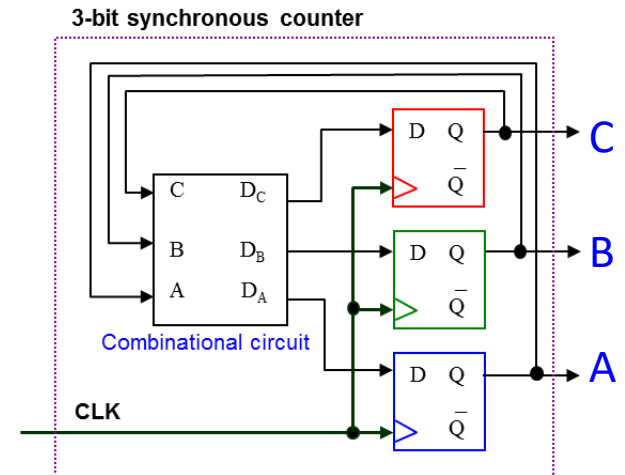 3-bit synchronous counter
D Q
C
Q̅
C D_C
B D_B
A D_A
D Q
B
Q̅
Combinational circuit
D Q
A
Q̅
CLK